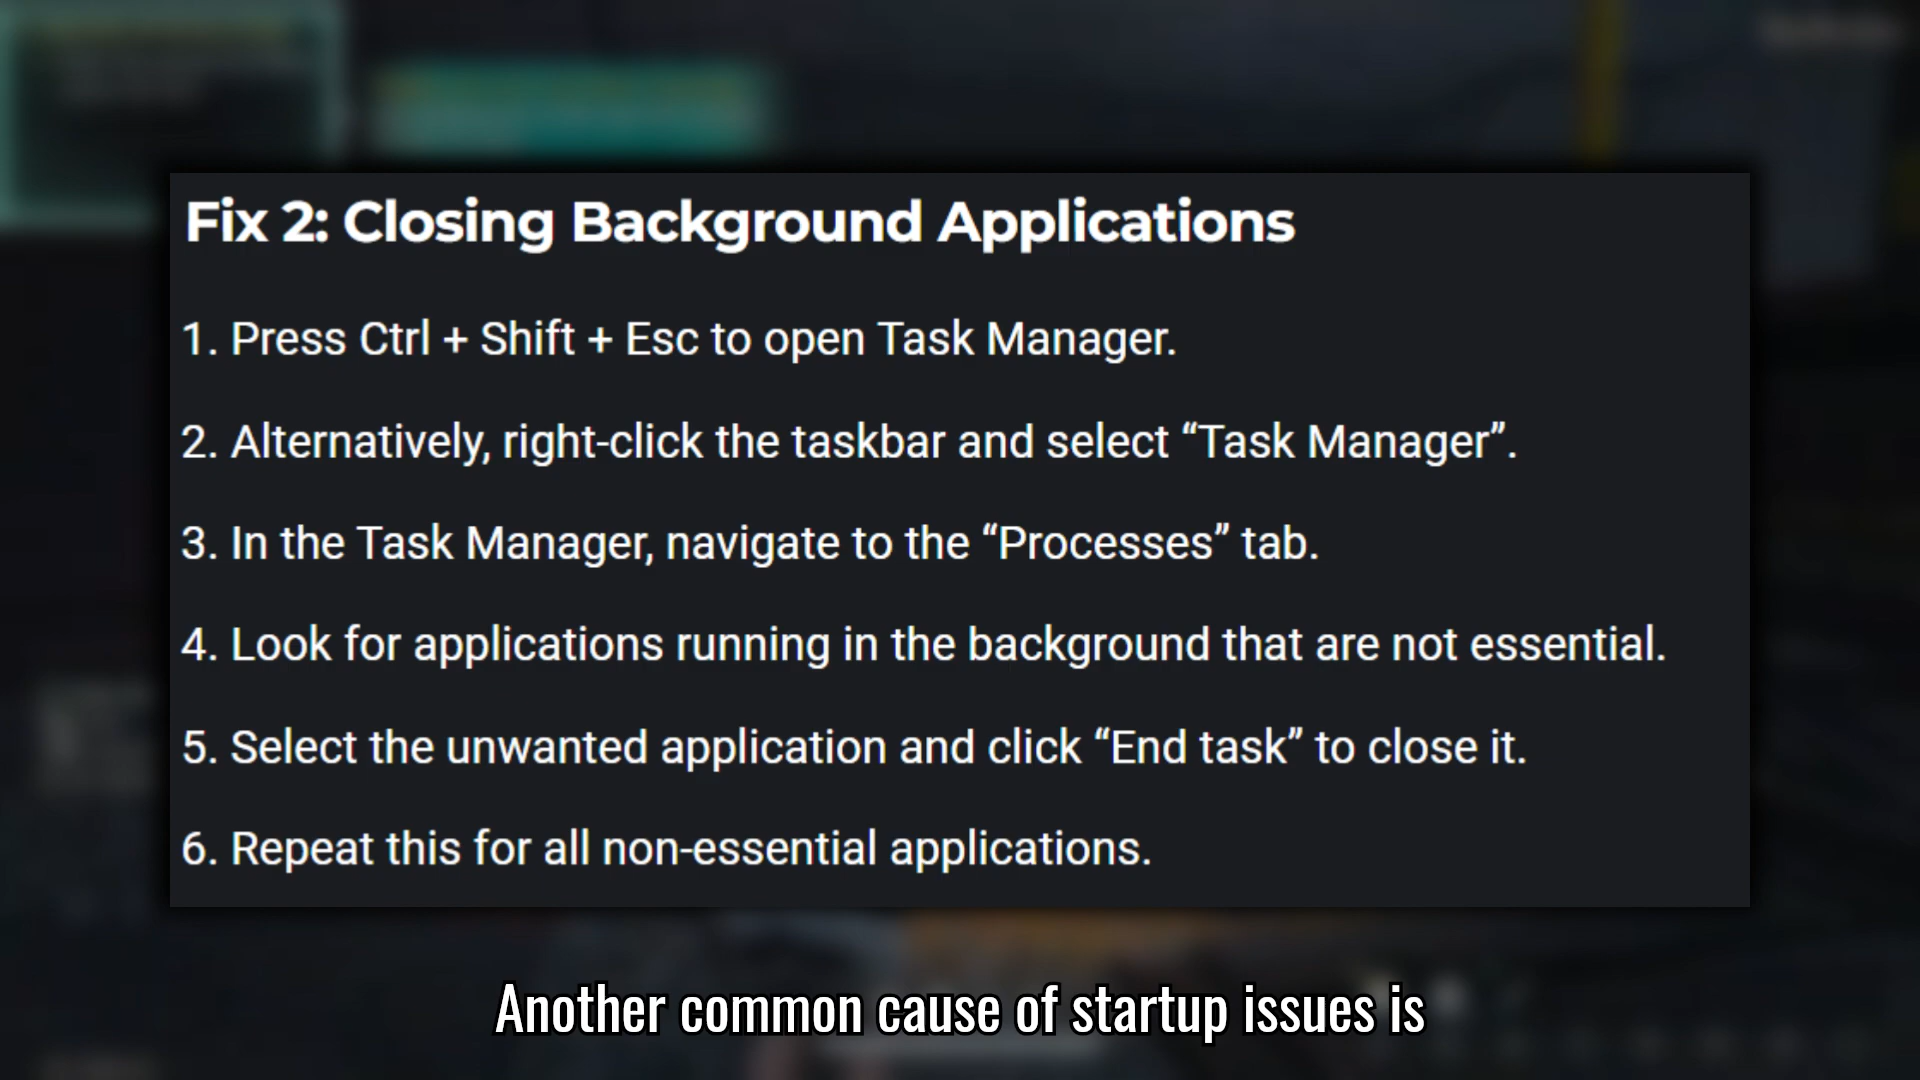 Fix 2: Closing Background Applications
1. Press Ctrl + Shift + Esc to open Task Manager.
2. Alternatively, right-click the taskbar and select “Task Manager”.
3. In the Task Manager, navigate to the “Processes” tab.
4. Look for applications running in the background that are not essential.
5. Select the unwanted application and click “End task” to close it.
6. Repeat this for all non-essential applications.
Another common cause of startup issues is